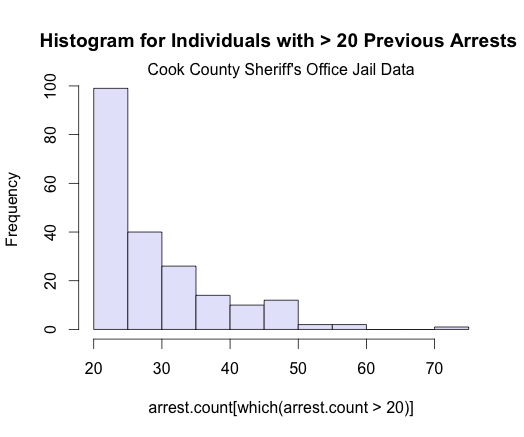 Histogram for Individuals with > 20 Previous Arrests
Cook County Sheriff's Office Jail Data
Frequency
100
80
60
40
20
0
20 30 40 50 60 70
arrest.count[which(arrest.count > 20)]